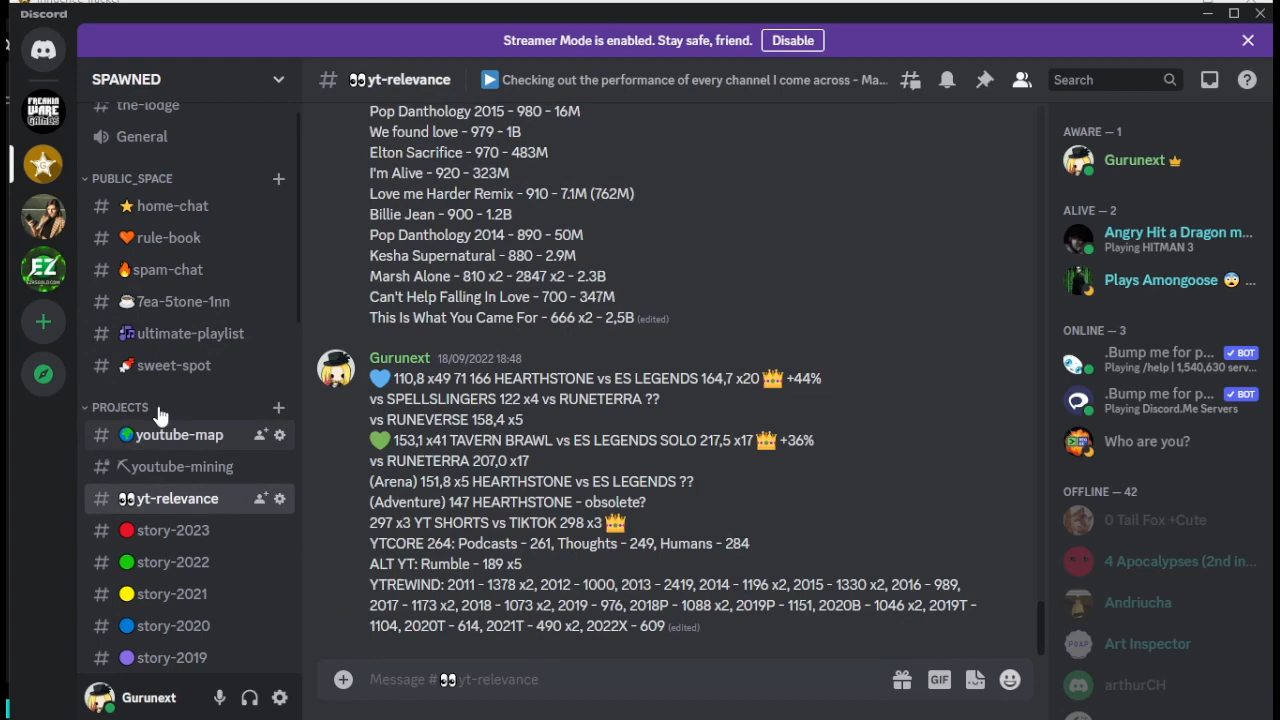 Discord
Streamer Mode is enabled. Stay safe, friend. Disable
FREAKIN
WARE
GAMES
EZ
SPAWNED
the-lodge
General
PUBLIC_SPACE
# ⭐home-chat
# 🧡rule-book
# 🔥spam-chat
# ☕7ea-5tone-1nn
# 🎶ultimate-playlist
# 🍬sweet-spot
PROJECTS
# 🌍youtube-map
# ⛏youtube-mining
# 👀yt-relevance
# 🔴story-2023
# 🟢story-2022
# 🟡story-2021
# 🔵story-2020
# 🟣story-2019
Gurunext
# 👀yt-relevance
▶️Checking out the performance of every channel I come across - Ma...
Search
Pop Danthology 2015 - 980 - 16M
We found love - 979 - 1B
Elton Sacrifice - 970 - 483M
I'm Alive - 920 - 323M
Love me Harder Remix - 910 - 7.1M (762M)
Billie Jean - 900 - 1.2B
Pop Danthology 2014 - 890 - 50M
Kesha Supernatural - 880 - 2.9M
Marsh Alone - 810 x2 - 2847 x2 - 2.3B
Can't Help Falling In Love - 700 - 347M
This Is What You Came For - 666 x2 - 2,5B (edited)
Gurunext 18/09/2022 18:48
💙 110,8 x49 71 166 HEARTHSTONE vs ES LEGENDS 164,7 x20 👑 +44%
vs SPELLSLINGERS 122 x4 vs RUNETERRA ??
vs RUNEVERSE 158,4 x5
💚 153,1 x41 TAVERN BRAWL vs ES LEGENDS SOLO 217,5 x17 👑 +36%
vs RUNETERRA 207,0 x17
(Arena) 151,8 x5 HEARTHSTONE vs ES LEGENDS ??
(Adventure) 147 HEARTHSTONE - obsolete?
297 x3 YT SHORTS vs TIKTOK 298 x3 👑
YTCORE 264: Podcasts - 261, Thoughts - 249, Humans - 284
ALT YT: Rumble - 189 x5
YTREWIND: 2011 - 1378 x2, 2012 - 1000, 2013 - 2419, 2014 - 1196 x2, 2015 - 1330 x2, 2016 - 989,
2017 - 1173 x2, 2018 - 1073 x2, 2019 - 976, 2018P - 1088 x2, 2019P - 1151, 2020B - 1046 x2, 2019T -
1104, 2020T - 614, 2021T - 490 x2, 2022X - 609 (edited)
Message #👀yt-relevance
GIF
AWARE — 1
Gurunext 👑
ALIVE — 2
Angry Hit a Dragon m...
Playing HITMAN 3
Plays Amongoose 😨 ...
ONLINE — 3
.Bump me for p... ✓ BOT
Playing /help | 1,540,630 serv...
.Bump me for p... ✓ BOT
Playing Discord.Me Servers
Who are you?
OFFLINE — 42
0 Tail Fox +Cute
4 Apocalypses (2nd in...
Andriucha
Art Inspector
arthurCH